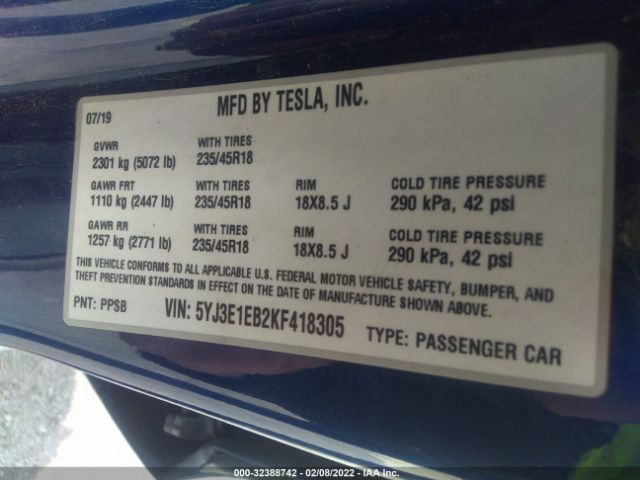 MFD BY TESLA, INC.
07/19
GVWR WITH TIRES
2301 kg (5072 lb) 235/45R18
GAWR FRT WITH TIRES RIM COLD TIRE PRESSURE
1110 kg (2447 lb) 235/45R18 18X8.5 J 290 kPa, 42 psi
GAWR RR WITH TIRES RIM COLD TIRE PRESSURE
1257 kg (2771 lb) 235/45R18 18X8.5 J 290 kPa, 42 psi
THIS VEHICLE CONFORMS TO ALL APPLICABLE U.S. FEDERAL MOTOR VEHICLE SAFETY, BUMPER, AND
THEFT PREVENTION STANDARDS IN EFFECT ON THE DATE OF MANUFACTURE SHOWN ABOVE.
PNT: PPSB VIN: 5YJ3E1EB2KF418305 TYPE: PASSENGER CAR
000-32388742 - 02/08/2022 - IAA Inc.